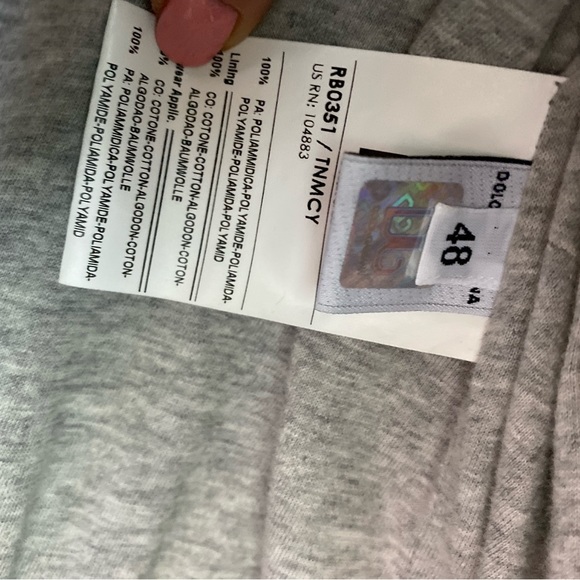 DOLC
NA
48
RB0351 / TNMCY
US RN: 104883
100% PA: POLIAMMIDICA-POLYAMIDE-POLIAMIDA-
POLYAMIDE-POLIAMIDA-POLYAMID
Lining
100% CO: COTONE-COTTON-ALGODON-COTON-
ALGODAO-BAUMWOLLE
Applic.
% CO: COTONE-COTTON-ALGODON-COTON-
ALGODAO-BAUMWOLLE
100% PA: POLIAMMIDICA-POLYAMIDE-POLIAMIDA-
POLYAMIDE-POLIAMIDA-POLYAMID